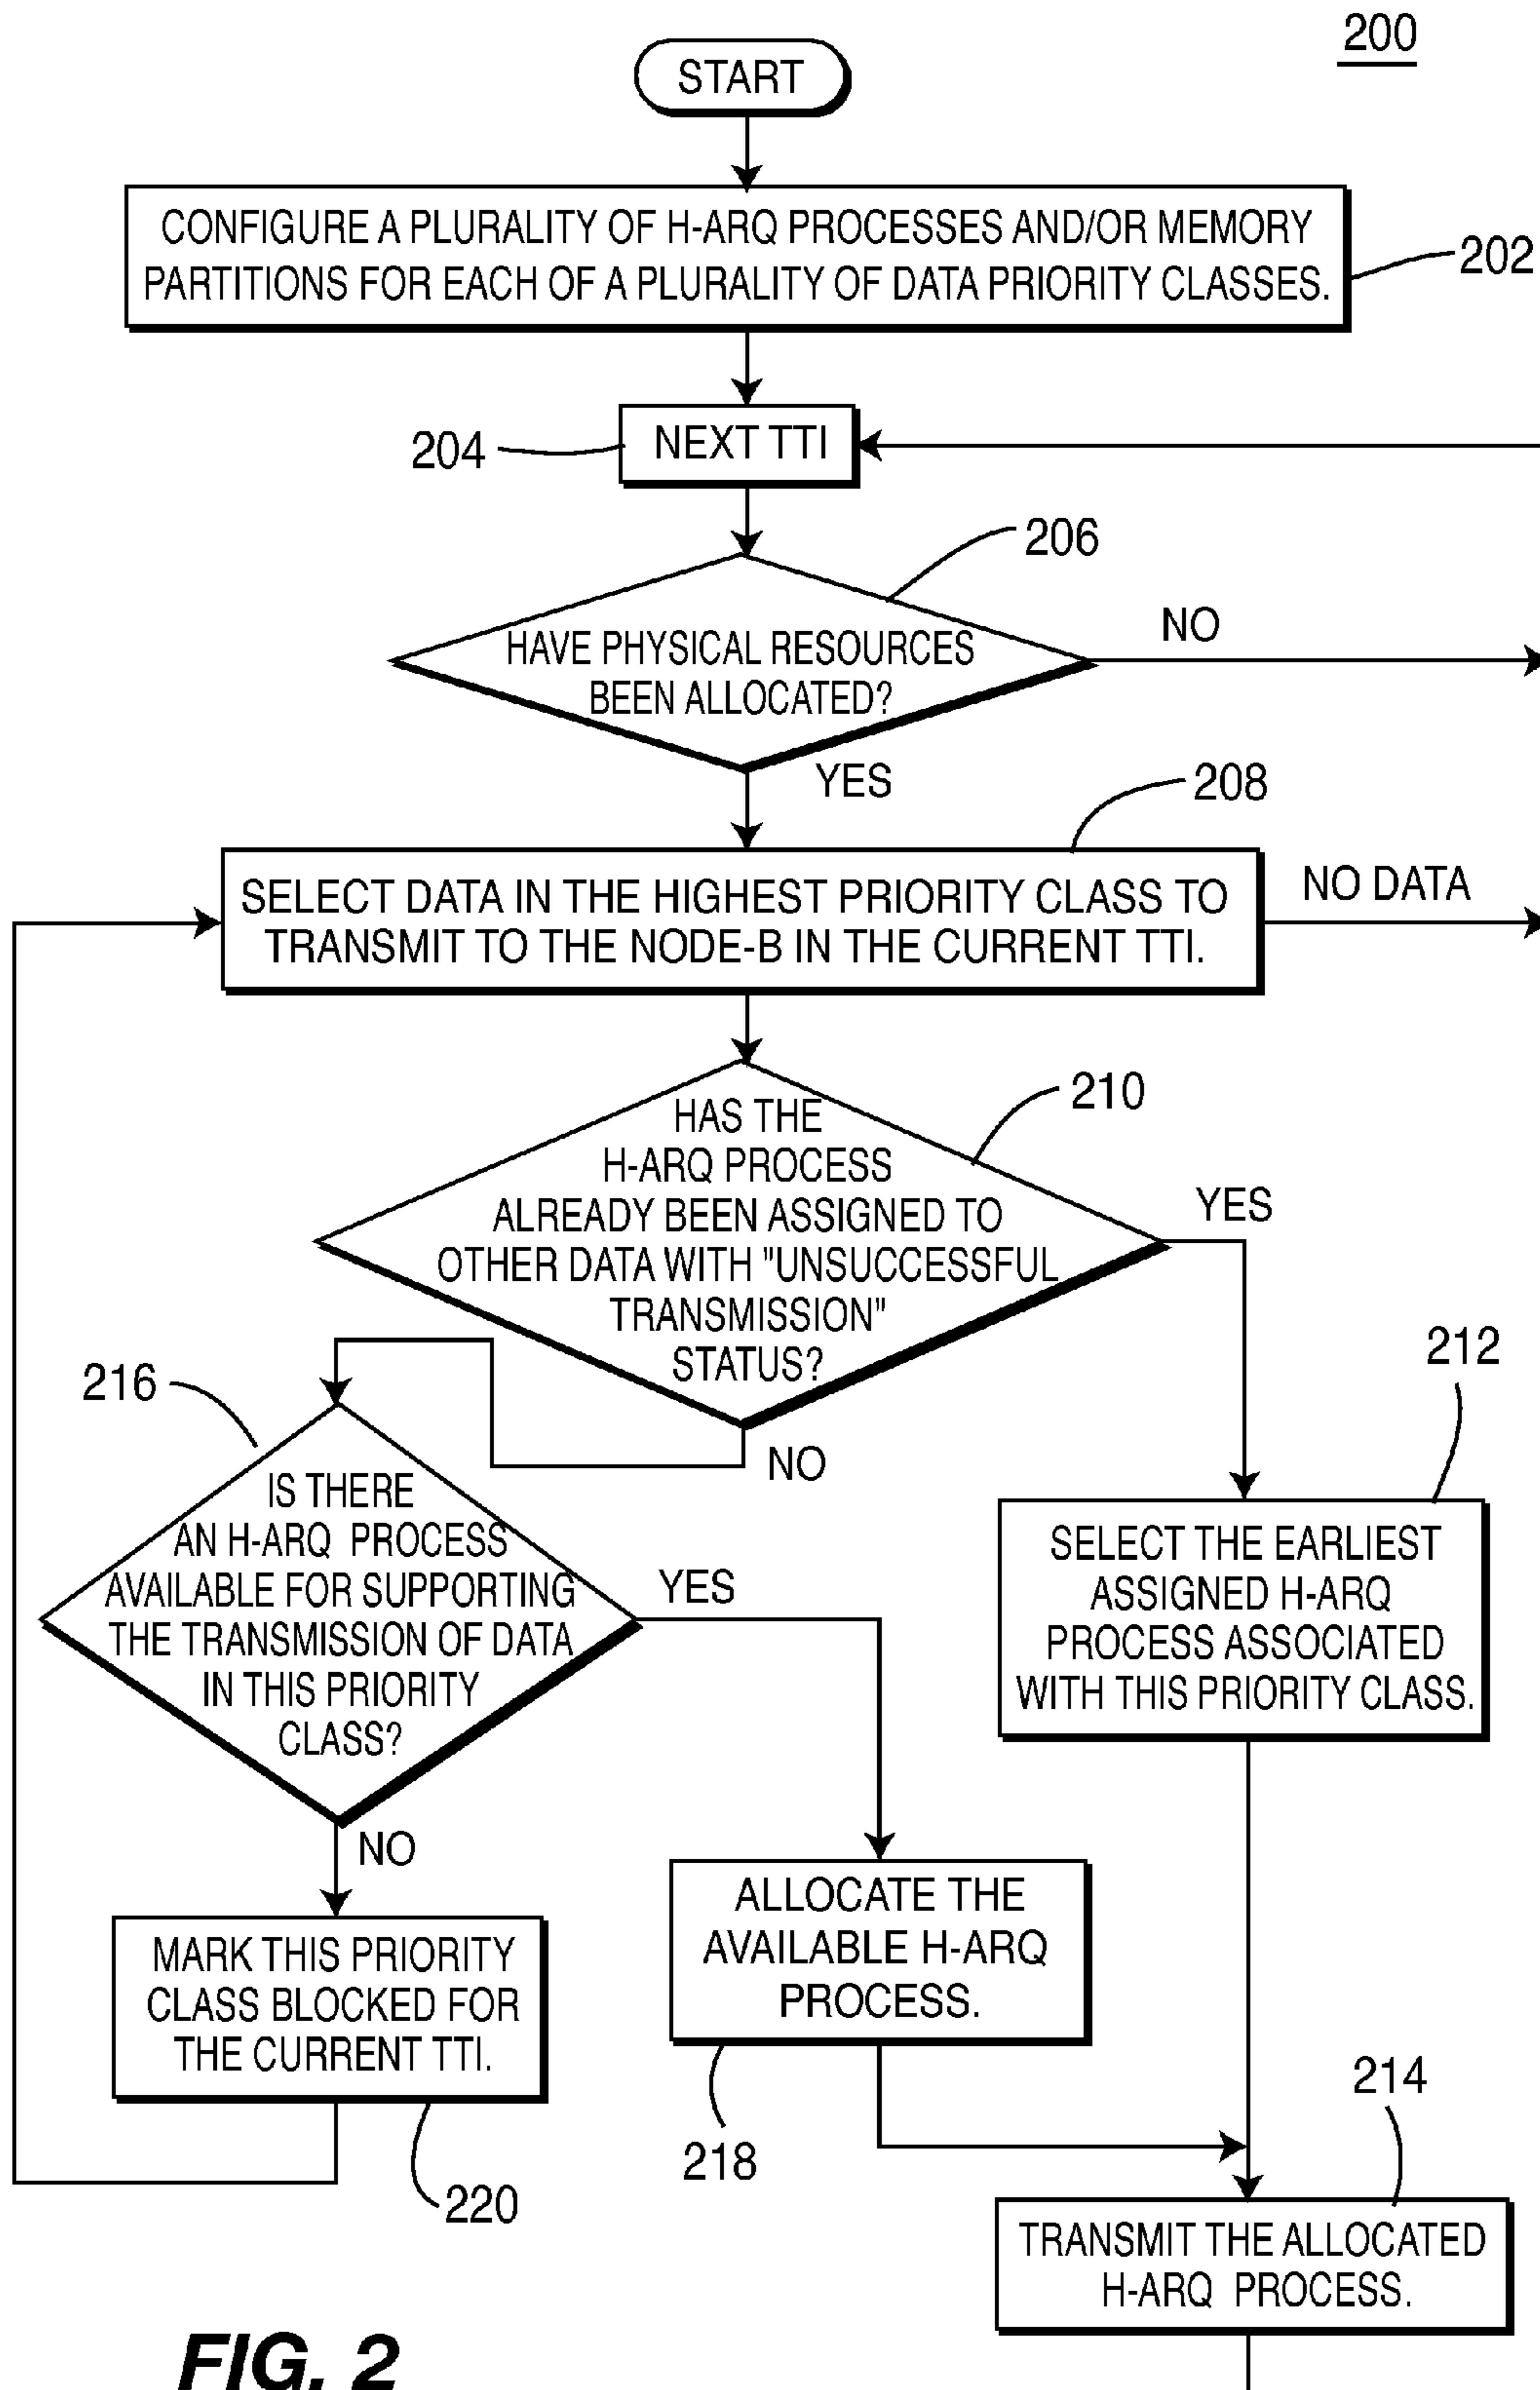 200
START
CONFIGURE A PLURALITY OF H-ARQ PROCESSES AND/OR MEMORY
PARTITIONS FOR EACH OF A PLURALITY OF DATA PRIORITY CLASSES.
202
204
NEXT TTI
206
HAVE PHYSICAL RESOURCES
BEEN ALLOCATED?
NO
YES
208
SELECT DATA IN THE HIGHEST PRIORITY CLASS TO
TRANSMIT TO THE NODE-B IN THE CURRENT TTI.
NO DATA
210
HAS THE
H-ARQ PROCESS
ALREADY BEEN ASSIGNED TO
OTHER DATA WITH "UNSUCCESSFUL
TRANSMISSION"
STATUS?
YES
NO
212
SELECT THE EARLIEST
ASSIGNED H-ARQ
PROCESS ASSOCIATED
WITH THIS PRIORITY CLASS.
216
IS THERE
AN H-ARQ PROCESS
AVAILABLE FOR SUPPORTING
THE TRANSMISSION OF DATA
IN THIS PRIORITY
CLASS?
YES
NO
ALLOCATE THE
AVAILABLE H-ARQ
PROCESS.
218
MARK THIS PRIORITY
CLASS BLOCKED FOR
THE CURRENT TTI.
220
214
TRANSMIT THE ALLOCATED
H-ARQ PROCESS.
FIG. 2